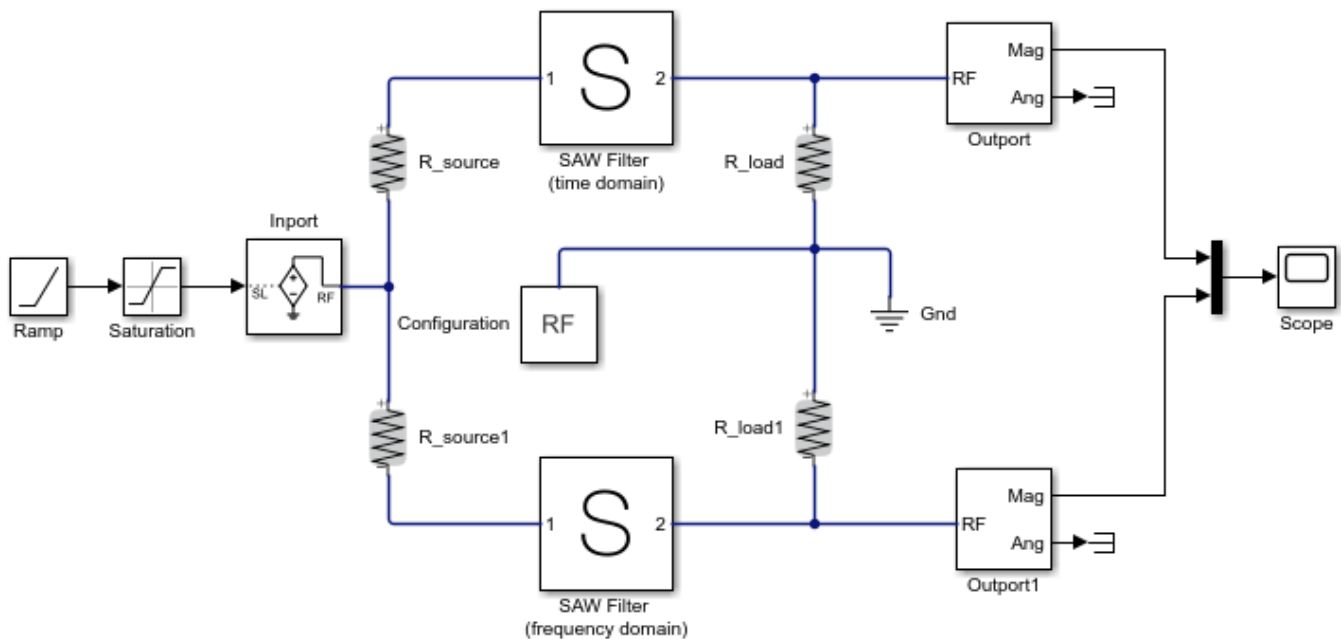 Mag
RF
Ang
Outport
1
S
2
SAW Filter
(time domain)
+
R_source
+
R_load
Inport
SL
RF
Ramp
Saturation
Configuration
RF
Gnd
Scope
+
R_source1
+
R_load1
1
S
2
SAW Filter
(frequency domain)
Mag
RF
Ang
Outport1